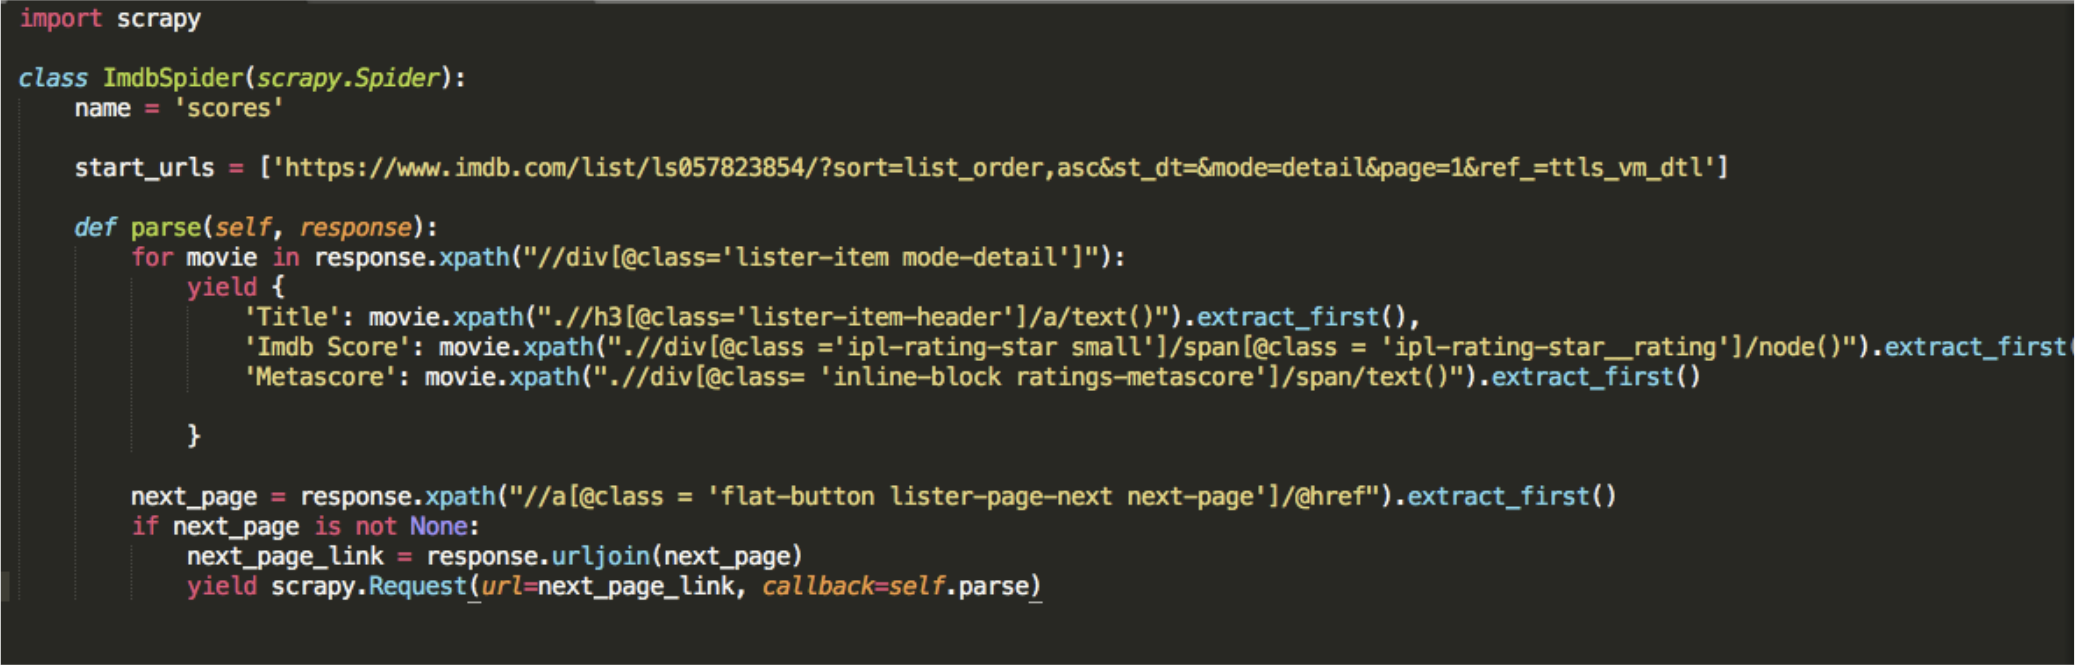 import scrapy

class ImdbSpider(scrapy.Spider):
    name = 'scores'

    start_urls = ['https://www.imdb.com/list/ls057823854/?sort=list_order,asc&st_dt=&mode=detail&page=1&ref_=ttls_vm_dtl']

    def parse(self, response):
        for movie in response.xpath("//div[@class='lister-item mode-detail']"):
            yield {
                'Title': movie.xpath(".//h3[@class='lister-item-header']/a/text()").extract_first(),
                'Imdb Score': movie.xpath(".//div[@class ='ipl-rating-star small']/span[@class = 'ipl-rating-star__rating']/node()").extract_first(
                'Metascore': movie.xpath(".//div[@class= 'inline-block ratings-metascore']/span/text()").extract_first()

            }

        next_page = response.xpath("//a[@class = 'flat-button lister-page-next next-page']/@href").extract_first()
        if next_page is not None:
            next_page_link = response.urljoin(next_page)
            yield scrapy.Request(url=next_page_link, callback=self.parse)